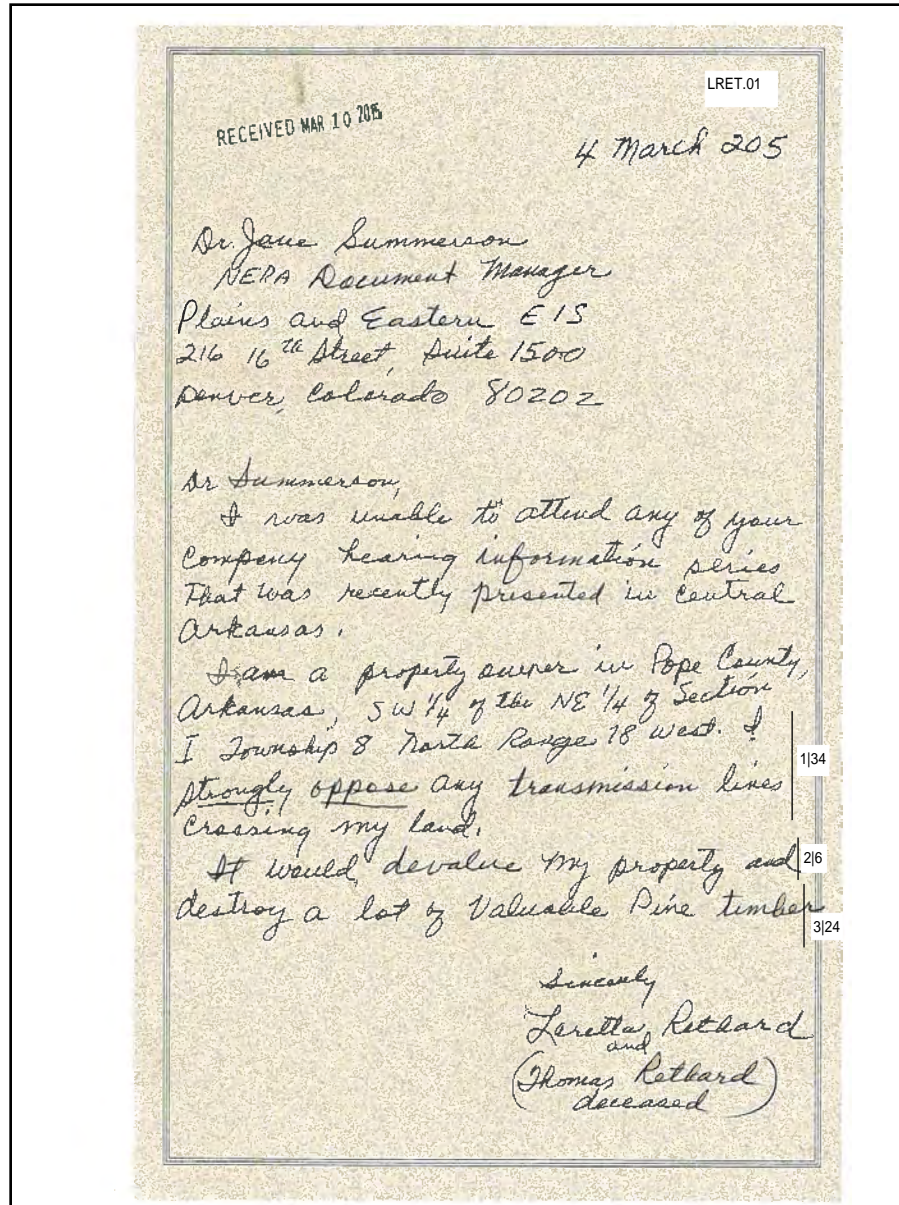 LRET.01
RECEIVED MAR 10 2015
4 March 205
Dr. Jane Summerson
NEPA Document Manager
Plains and Eastern EIS
216 16th Street, Suite 1500
Denver, Colorado 80202
Dr Summerson,
I was unable to attend any of your
Company hearing information series
that was recently presented in Central
Arkansas.
I am a property owner in Pope County,
Arkansas, SW 1/4 of the NE 1/4 of Section
I Township 8 North Range 18 West. I
strongly oppose any transmission lines
1|34
crossing my land.
It would devalue my property and
2|6
destroy a lot of Valuable Pine timber
3|24
Sincerely
Loretta Rethard
and
(Thomas Rethard)
deceased